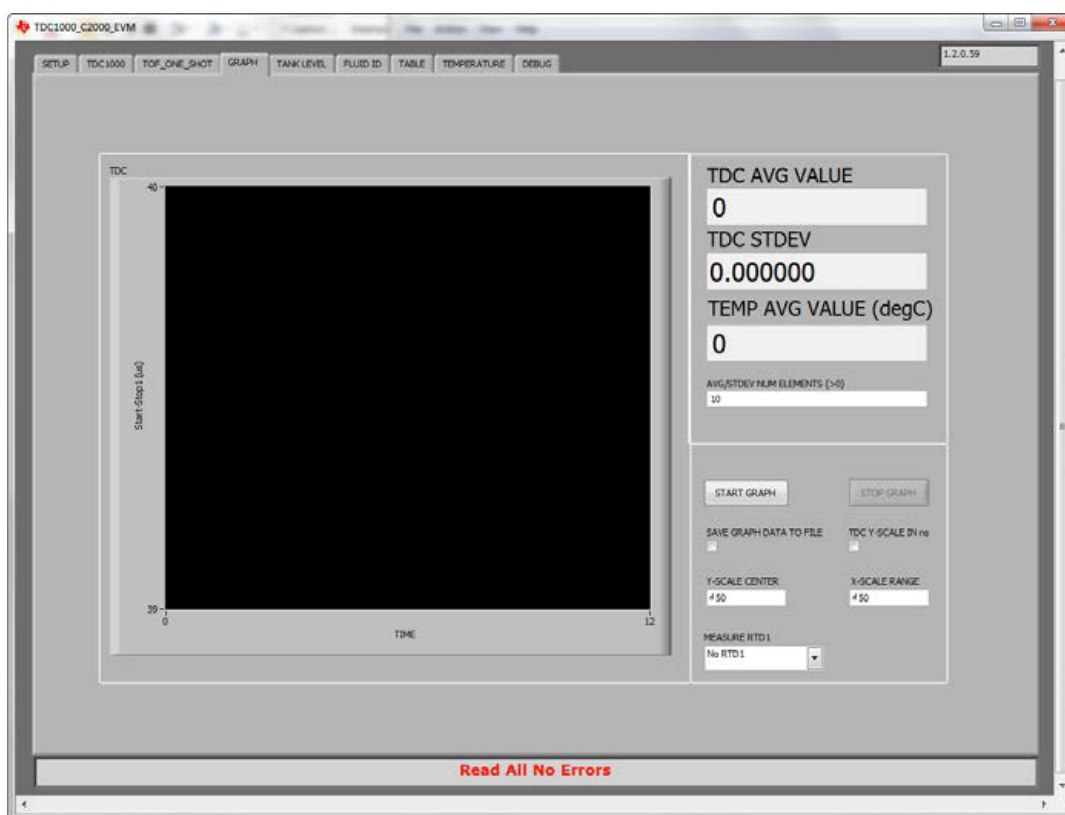 TDC1000_C2000_EVM
1.2.0.59
SETUP TDC1000 TOF_ONE_SHOT GRAPH TANK LEVEL FLUID ID TABLE TEMPERATURE DEBUG
TDC
40
Start-Stop1 [us]
39
0
12
TIME
TDC AVG VALUE
0
TDC STDEV
0.000000
TEMP AVG VALUE (degC)
0
AVG/STDEV NUM ELEMENTS (>0)
10
START GRAPH STOP GRAPH
SAVE GRAPH DATA TO FILE TDC Y-SCALE IN ns
Y-SCALE CENTER X-SCALE RANGE
d 50 d 50
MEASURE RTD1
No RTD1
Read All No Errors